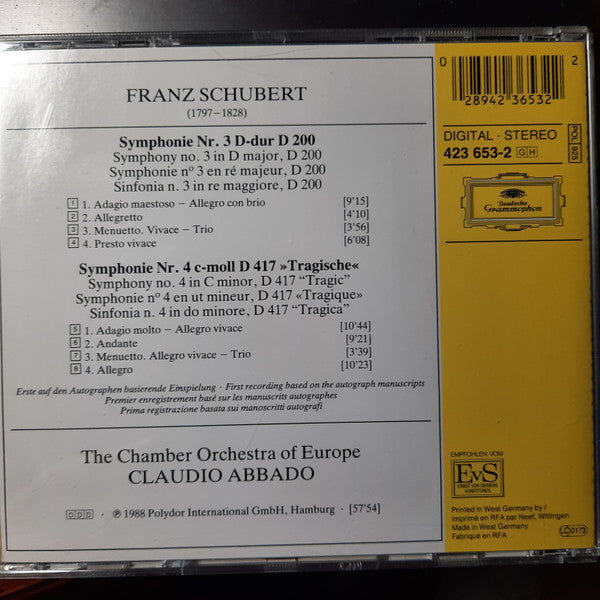 FRANZ SCHUBERT
(1797–1828)
Symphonie Nr. 3 D-dur D 200
Symphony no. 3 in D major, D 200
Symphonie nº 3 en ré majeur, D 200
Sinfonia n. 3 in re maggiore, D 200
1 1. Adagio maestoso – Allegro con brio [9'15]
2 2. Allegretto [4'10]
3 3. Menuetto. Vivace – Trio [3'56]
4 4. Presto vivace [6'08]
Symphonie Nr. 4 c-moll D 417 »Tragische«
Symphony no. 4 in C minor, D 417 “Tragic”
Symphonie nº 4 en ut mineur, D 417 «Tragique»
Sinfonia n. 4 in do minore, D 417 “Tragica”
5 1. Adagio molto – Allegro vivace [10'44]
6 2. Andante [9'21]
7 3. Menuetto. Allegro vivace – Trio [3'39]
8 4. Allegro [10'23]
Erste auf den Autographen basierende Einspielung · First recording based on the autograph manuscripts
Premier enregistrement basé sur les manuscrits autographes
Prima registrazione basata sui manoscritti autografi
The Chamber Orchestra of Europe
CLAUDIO ABBADO
DDD · ℗ 1988 Polydor International GmbH, Hamburg · [57'54]
0 28942 36532 2
DIGITAL · STEREO
423 653-2 GH
POL 925
Deutsche
Grammophon
EMPFOHLEN VOM
EvS
ERNST VON SIEMENS
KUNSTFONDS
Printed in West Germany by /
Imprimé en RFA par Neef, Wittingen
Made in West Germany
Fabriqué en RFA
LC 0173